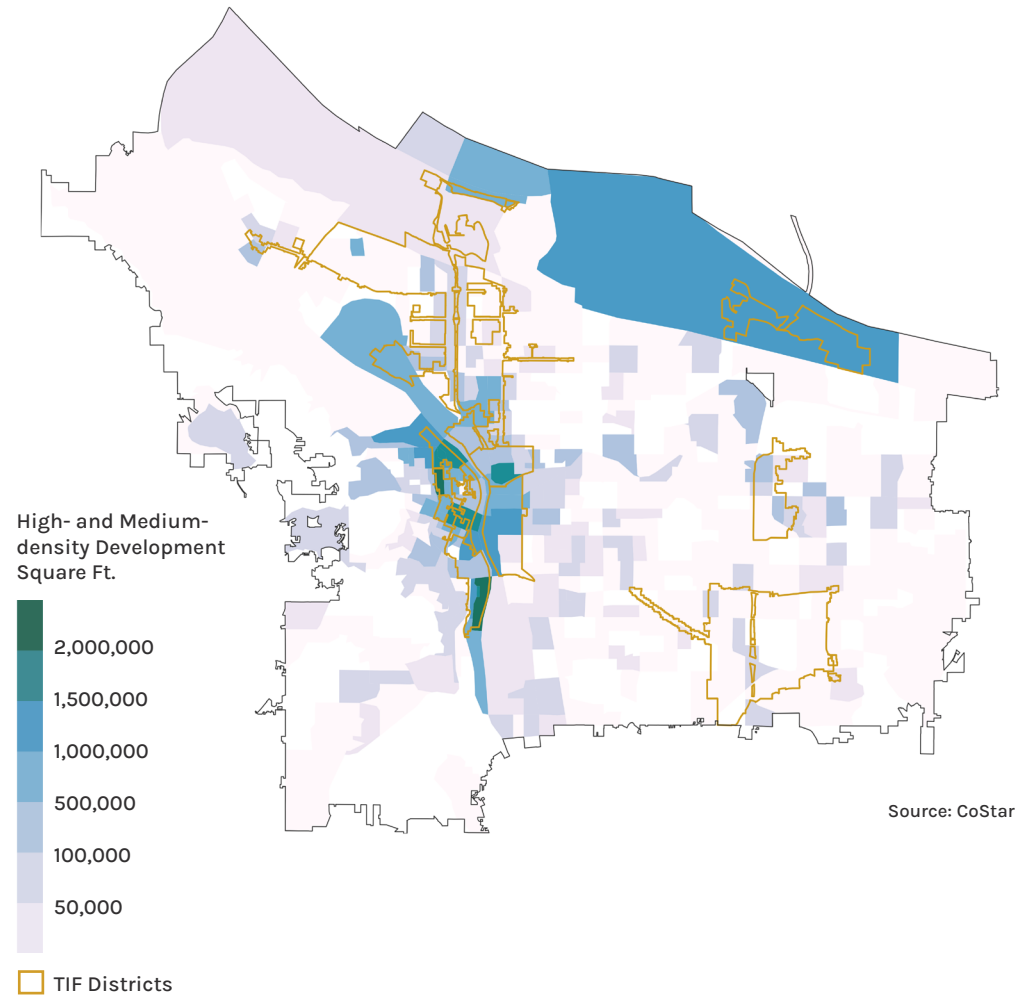 High- and Medium-
density Development
Square Ft.
2,000,000
1,500,000
1,000,000
500,000
100,000
50,000
TIF Districts
Source: CoStar